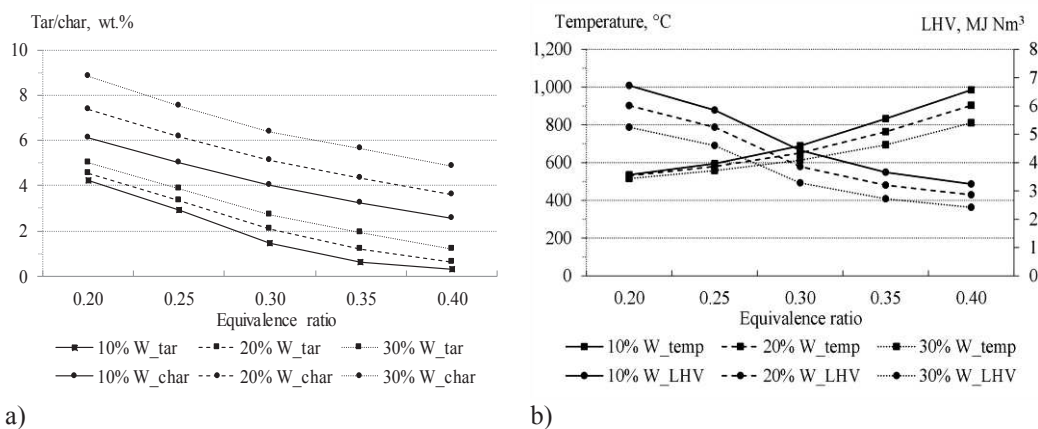 Tar/char, wt.%
10
8
6
4
2
0
0.20 0.25 0.30 0.35 0.40
Equivalence ratio
10% W_tar 20% W_tar 30% W_tar
10% W_char 20% W_char 30% W_char
a)
Temperature, °C LHV, MJ Nm³
1,200 8
1,000 7
800 6
600 5
400 4
200 3
0 2
1
0
0.20 0.25 0.30 0.35 0.40
Equivalence ratio
10% W_temp 20% W_temp 30% W_temp
10% W_LHV 20% W_LHV 30% W_LHV
b)